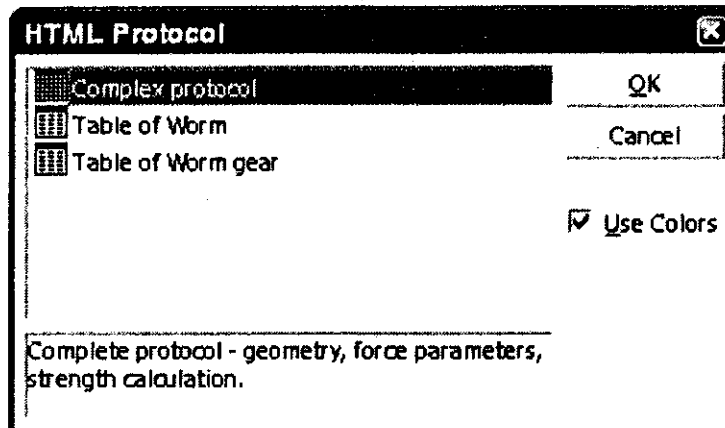 HTML Protocol
Complex protocol
Table of Worm
Table of Worm gear
OK
Cancel
Use Colors
Complete protocol - geometry, force parameters,
strength calculation.